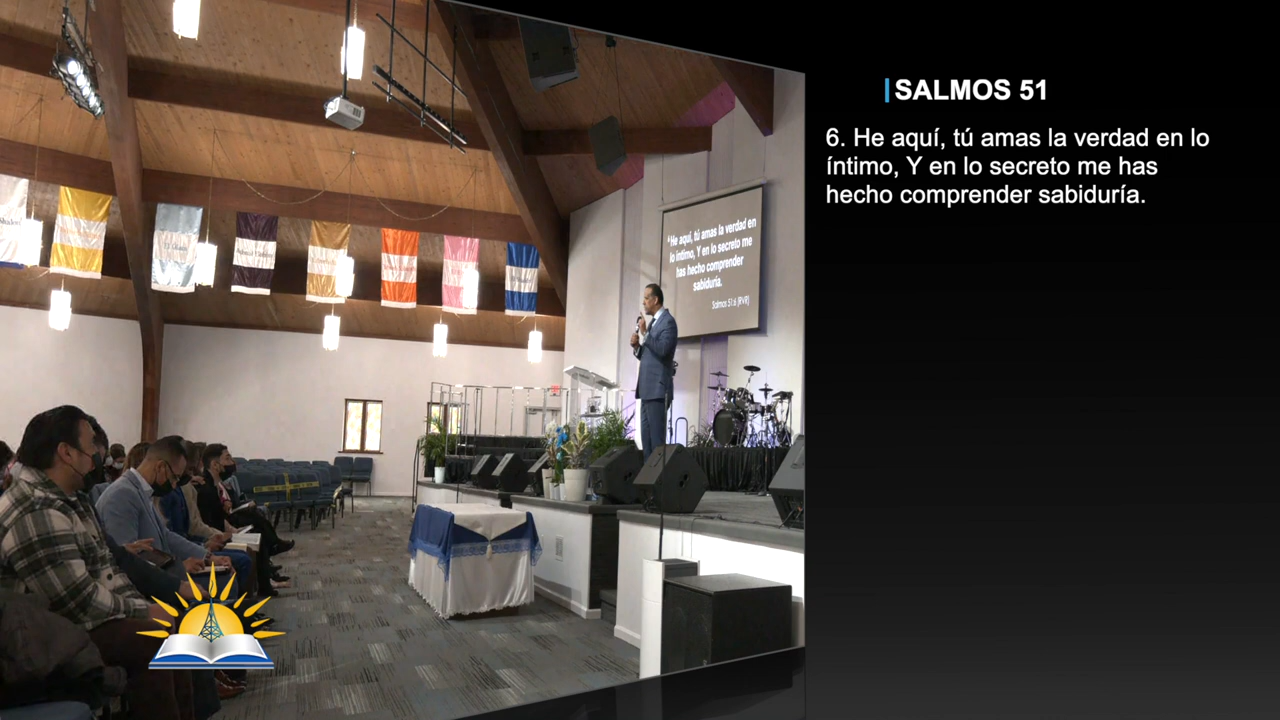 SALMOS 51
6. He aquí, tú amas la verdad en lo
íntimo, Y en lo secreto me has
hecho comprender sabiduría.
"He aquí, tú amas la verdad en
lo íntimo, Y en lo secreto me
has hecho comprender
sabiduría.
Salmos 51:6 (RVR)